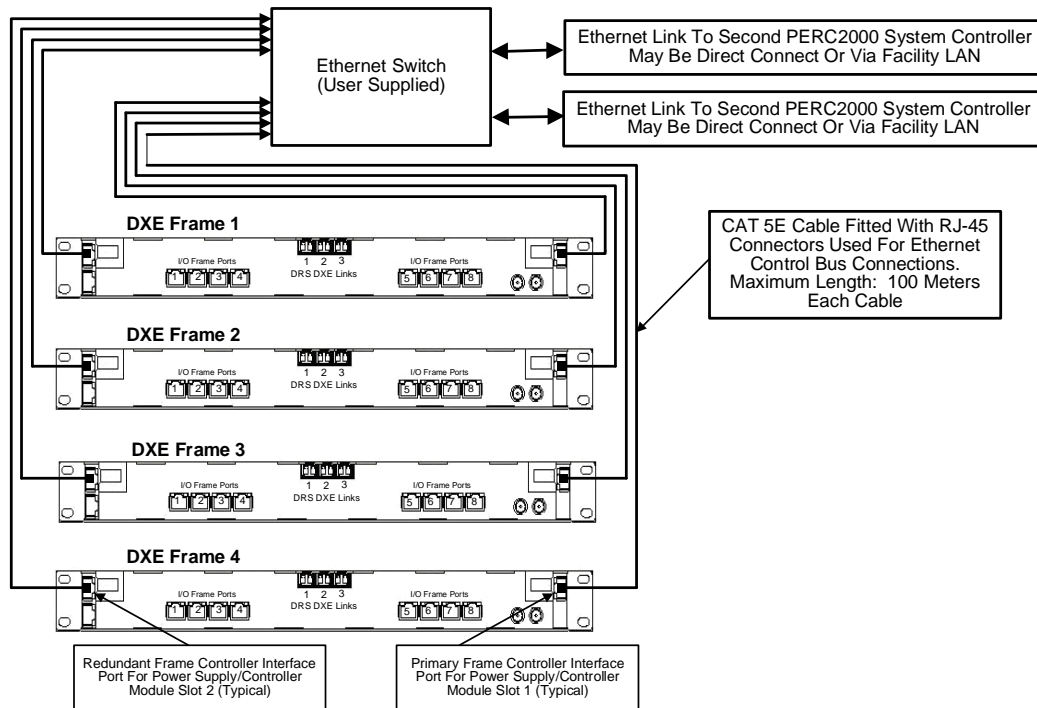 Ethernet Switch
(User Supplied)
Ethernet Link To Second PERC2000 System Controller
May Be Direct Connect Or Via Facility LAN
Ethernet Link To Second PERC2000 System Controller
May Be Direct Connect Or Via Facility LAN
CAT 5E Cable Fitted With RJ-45
Connectors Used For Ethernet
Control Bus Connections.
Maximum Length: 100 Meters
Each Cable
DXE Frame 1
I/O Frame Ports
1 2 3 4
1 2 3
DRS DXE Links
I/O Frame Ports
5 6 7 8
DXE Frame 2
I/O Frame Ports
1 2 3 4
1 2 3
DRS DXE Links
I/O Frame Ports
5 6 7 8
DXE Frame 3
I/O Frame Ports
1 2 3 4
1 2 3
DRS DXE Links
I/O Frame Ports
5 6 7 8
DXE Frame 4
I/O Frame Ports
1 2 3 4
1 2 3
DRS DXE Links
I/O Frame Ports
5 6 7 8
Redundant Frame Controller Interface
Port For Power Supply/Controller
Module Slot 2 (Typical)
Primary Frame Controller Interface
Port For Power Supply/Controller
Module Slot 1 (Typical)